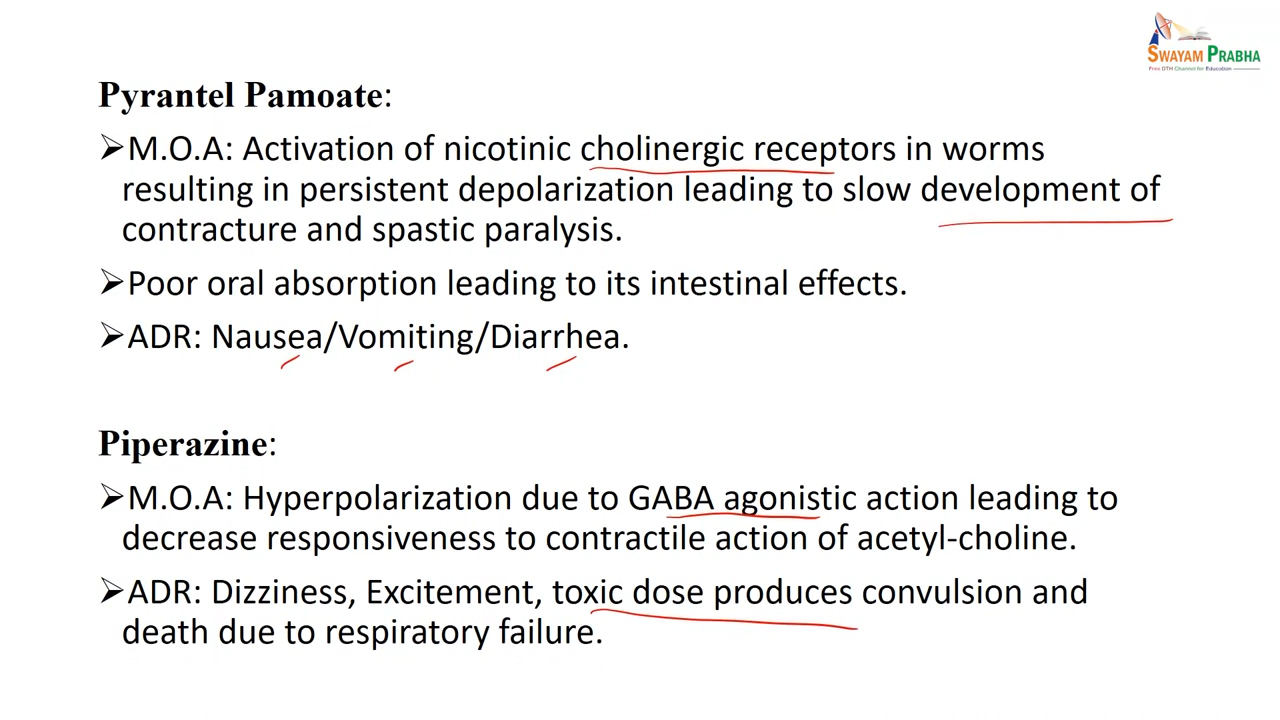 SWAYAM PRABHA
Free DTH Channel for Education
Pyrantel Pamoate:
➢M.O.A: Activation of nicotinic cholinergic receptors in worms
resulting in persistent depolarization leading to slow development of
contracture and spastic paralysis.
➢Poor oral absorption leading to its intestinal effects.
➢ADR: Nausea/Vomiting/Diarrhea.
Piperazine:
➢M.O.A: Hyperpolarization due to GABA agonistic action leading to
decrease responsiveness to contractile action of acetyl-choline.
➢ADR: Dizziness, Excitement, toxic dose produces convulsion and
death due to respiratory failure.